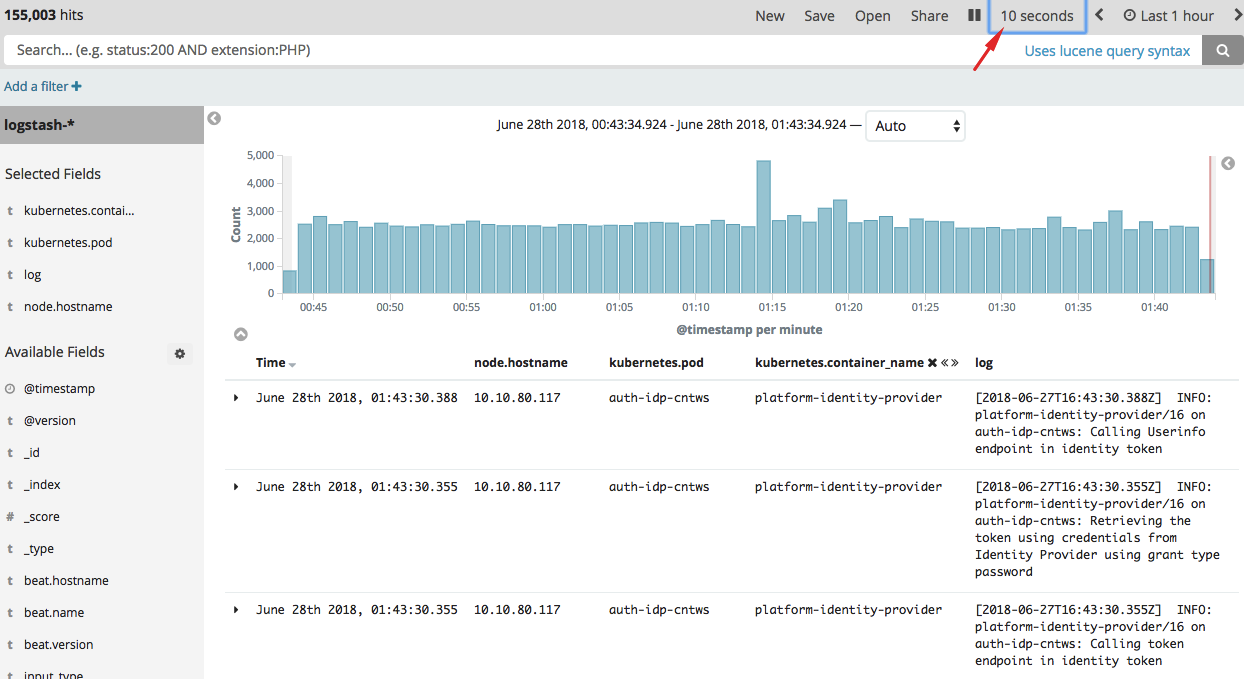 155,003 hits
New Save Open Share 10 seconds Last 1 hour
Search... (e.g. status:200 AND extension:PHP)
Uses lucene query syntax
Add a filter
logstash-*
Selected Fields
t kubernetes.contai...
t kubernetes.pod
t log
t node.hostname
Available Fields
@timestamp
t @version
t _id
t _index
# _score
t _type
t beat.hostname
t beat.name
t beat.version
t input_type
June 28th 2018, 00:43:34.924 - June 28th 2018, 01:43:34.924 —
Auto
Count
5,000
4,000
3,000
2,000
1,000
0
00:45 00:50 00:55 01:00 01:05 01:10 01:15 01:20 01:25 01:30 01:35 01:40
@timestamp per minute
Time node.hostname kubernetes.pod kubernetes.container_name log
June 28th 2018, 01:43:30.388 10.10.80.117 auth-idp-cntws platform-identity-provider [2018-06-27T16:43:30.388Z] INFO:
platform-identity-provider/16 on
auth-idp-cntws: Calling Userinfo
endpoint in identity token
June 28th 2018, 01:43:30.355 10.10.80.117 auth-idp-cntws platform-identity-provider [2018-06-27T16:43:30.355Z] INFO:
platform-identity-provider/16 on
auth-idp-cntws: Retrieving the
token using credentials from
Identity Provider using grant type
password
June 28th 2018, 01:43:30.355 10.10.80.117 auth-idp-cntws platform-identity-provider [2018-06-27T16:43:30.355Z] INFO:
platform-identity-provider/16 on
auth-idp-cntws: Calling token
endpoint in identity token